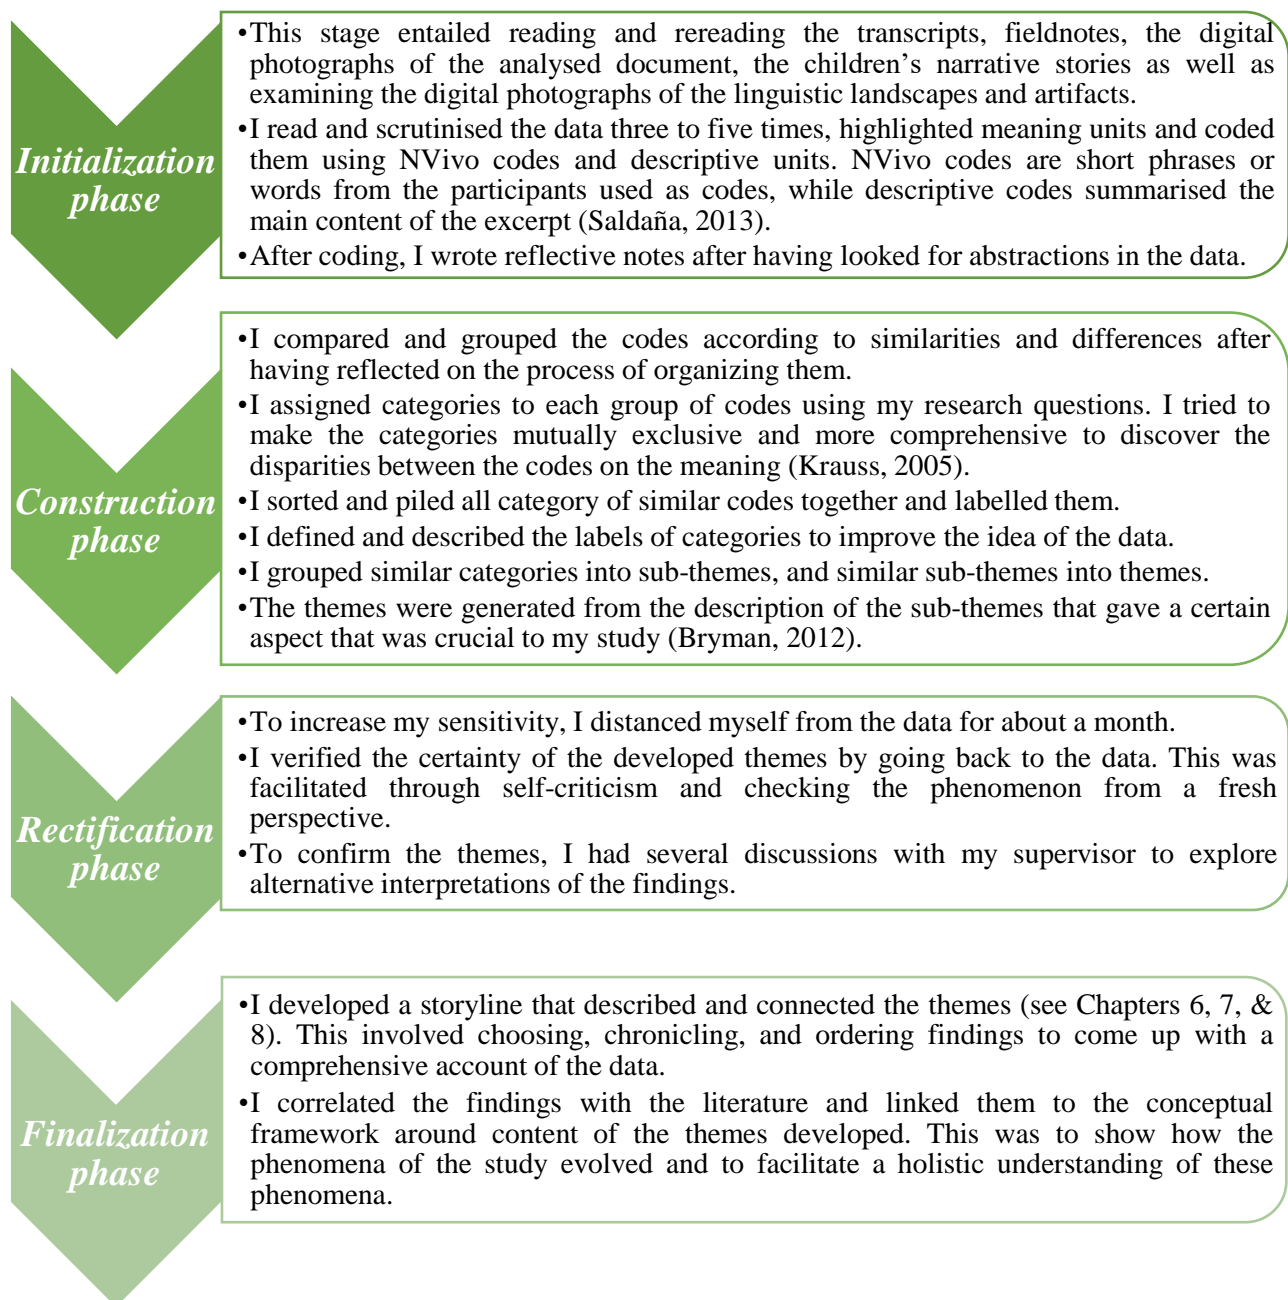 Initialization
phase
•This stage entailed reading and rereading the transcripts, fieldnotes, the digital
photographs of the analysed document, the children’s narrative stories as well as
examining the digital photographs of the linguistic landscapes and artifacts.
•I read and scrutinised the data three to five times, highlighted meaning units and coded
them using NVivo codes and descriptive units. NVivo codes are short phrases or
words from the participants used as codes, while descriptive codes summarised the
main content of the excerpt (Saldaña, 2013).
•After coding, I wrote reflective notes after having looked for abstractions in the data.
Construction
phase
•I compared and grouped the codes according to similarities and differences after
having reflected on the process of organizing them.
•I assigned categories to each group of codes using my research questions. I tried to
make the categories mutually exclusive and more comprehensive to discover the
disparities between the codes on the meaning (Krauss, 2005).
•I sorted and piled all category of similar codes together and labelled them.
•I defined and described the labels of categories to improve the idea of the data.
•I grouped similar categories into sub-themes, and similar sub-themes into themes.
•The themes were generated from the description of the sub-themes that gave a certain
aspect that was crucial to my study (Bryman, 2012).
Rectification
phase
•To increase my sensitivity, I distanced myself from the data for about a month.
•I verified the certainty of the developed themes by going back to the data. This was
facilitated through self-criticism and checking the phenomenon from a fresh
perspective.
•To confirm the themes, I had several discussions with my supervisor to explore
alternative interpretations of the findings.
Finalization
phase
•I developed a storyline that described and connected the themes (see Chapters 6, 7, &
8). This involved choosing, chronicling, and ordering findings to come up with a
comprehensive account of the data.
•I correlated the findings with the literature and linked them to the conceptual
framework around content of the themes developed. This was to show how the
phenomena of the study evolved and to facilitate a holistic understanding of these
phenomena.